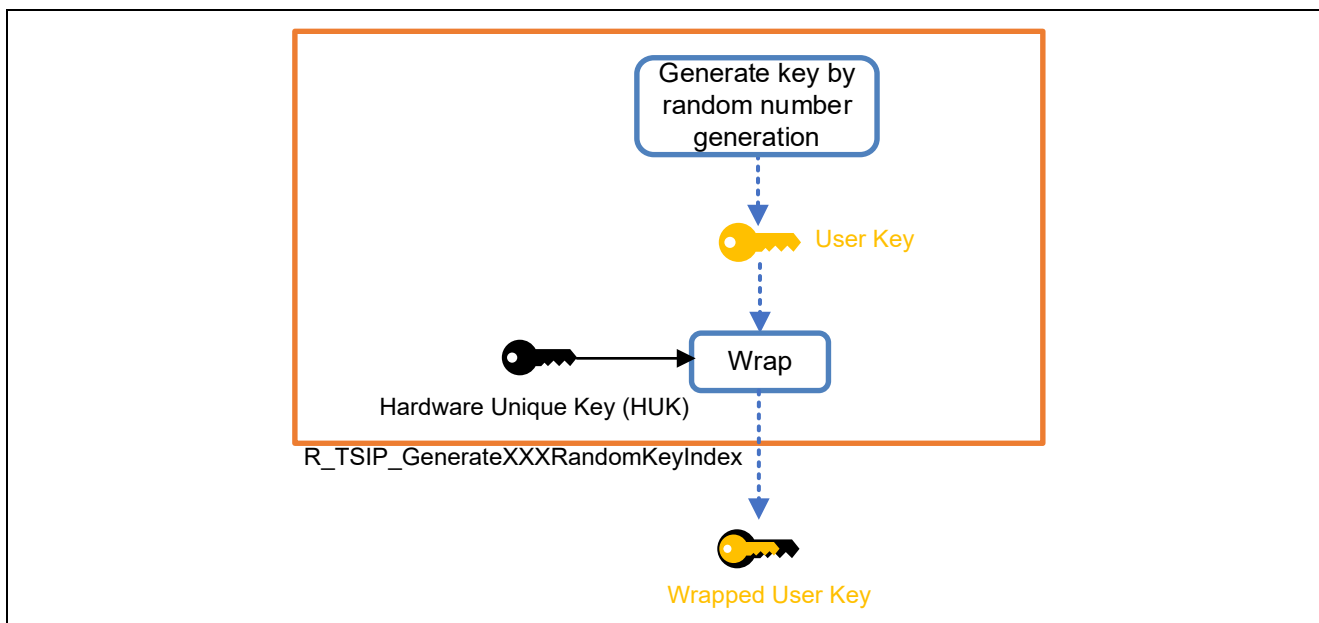 Generate key by
random number
generation
User Key
Wrap
Hardware Unique Key (HUK)
R_TSIP_GenerateXXXRandomKeyIndex
Wrapped User Key